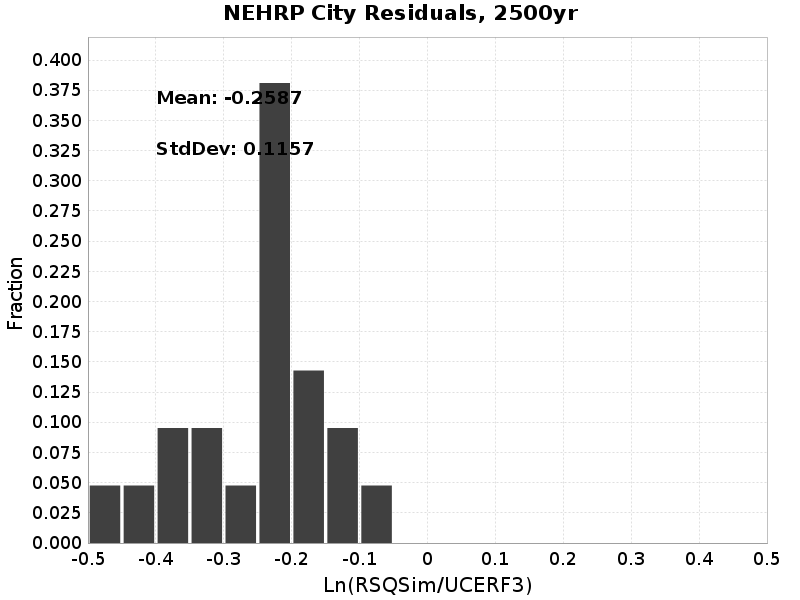 NEHRP City Residuals, 2500yr
0.400
0.375
0.350
0.325
0.300
0.275
0.250
0.225
0.200
0.175
0.150
0.125
0.100
0.075
0.050
0.025
0.000
Fraction
Mean: -0.2587
StdDev: 0.1157
-0.5 -0.4 -0.3 -0.2 -0.1 0 0.1 0.2 0.3 0.4 0.5
Ln(RSQSim/UCERF3)